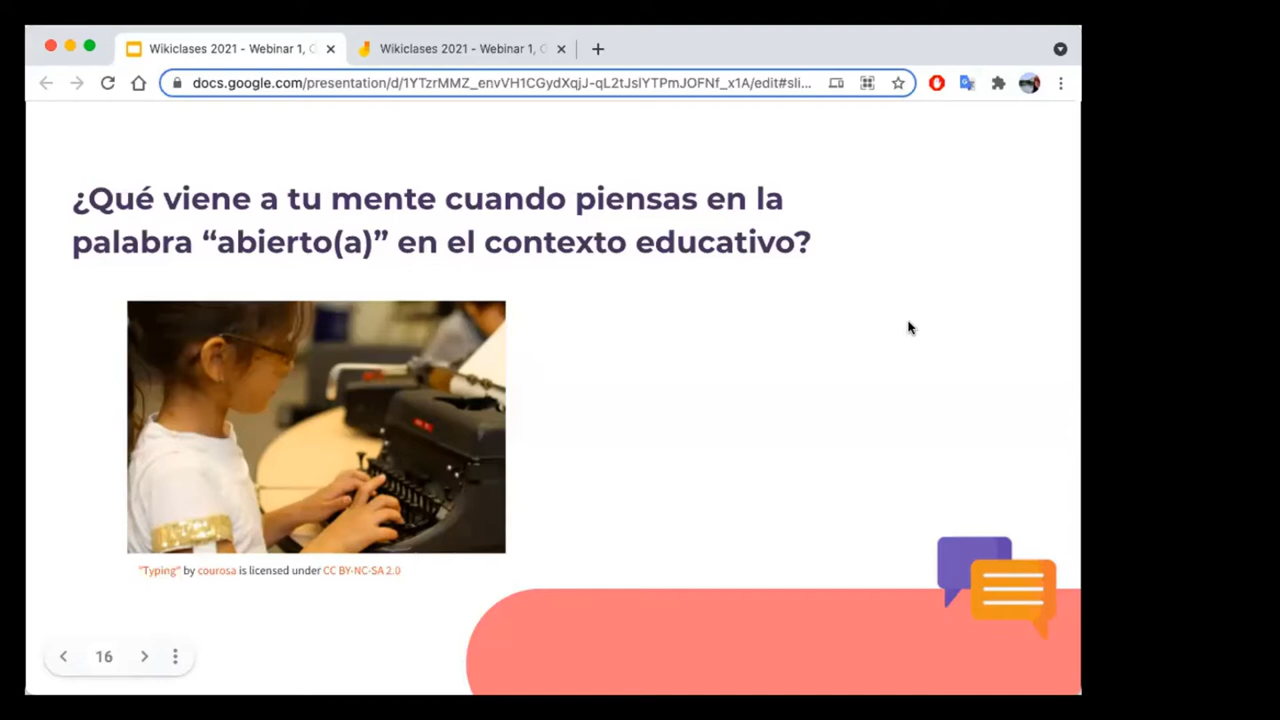 Wikiclases 2021 - Webinar 1, C
Wikiclases 2021 - Webinar 1, C
docs.google.com/presentation/d/1YTzrMMZ_envVH1CGydXqjJ-qL2tJsIYTPmJOFNf_x1A/edit#sli...
¿Qué viene a tu mente cuando piensas en la
palabra “abierto(a)” en el contexto educativo?
"Typing" by courosa is licensed under CC BY-NC-SA 2.0
16